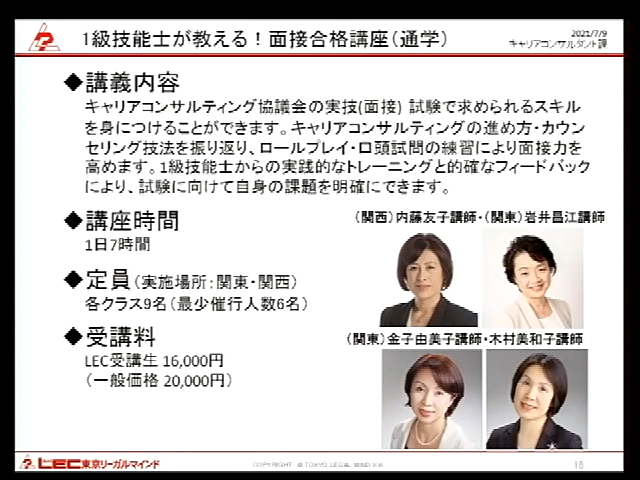 1級技能士が教える！面接合格講座（通学）
2021/7/9
キャリアコンサルタント課
◆講義内容
キャリアコンサルティング協議会の実技(面接) 試験で求められるスキル
を身につけることができます。キャリアコンサルティングの進め方・カウン
セリング技法を振り返り、ロールプレイ・口頭試問の練習により面接力を
高めます。1級技能士からの実践的なトレーニングと的確なフィードバック
により、試験に向けて自身の課題を明確にできます。
◆講座時間
1日7時間
（関西）内藤友子講師・（関東）岩井昌江講師
◆定員（実施場所：関東・関西）
各クラス9名（最少催行人数6名）
◆受講料
LEC受講生 16,000円
（一般価格 20,000円）
（関東）金子由美子講師・木村美和子講師
LEC東京リーガルマインド
COPYRIGHT @ TOKYO LEGAL MIND K.K
16